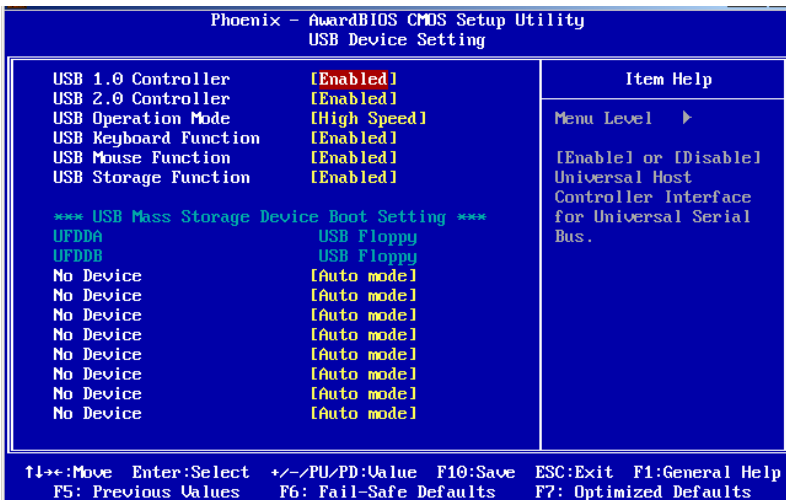 Phoenix - AwardBIOS CMOS Setup Utility
USB Device Setting
USB 1.0 Controller [Enabled]
USB 2.0 Controller [Enabled]
USB Operation Mode [High Speed]
USB Keyboard Function [Enabled]
USB Mouse Function [Enabled]
USB Storage Function [Enabled]
*** USB Mass Storage Device Boot Setting ***
UFDDA USB Floppy
UFDDB USB Floppy
No Device [Auto mode]
No Device [Auto mode]
No Device [Auto mode]
No Device [Auto mode]
No Device [Auto mode]
No Device [Auto mode]
No Device [Auto mode]
No Device [Auto mode]
Item Help
Menu Level ▶
[Enable] or [Disable]
Universal Host
Controller Interface
for Universal Serial
Bus.
↑↓→←:Move Enter:Select +/-/PU/PD:Value F10:Save ESC:Exit F1:General Help
F5: Previous Values F6: Fail-Safe Defaults F7: Optimized Defaults